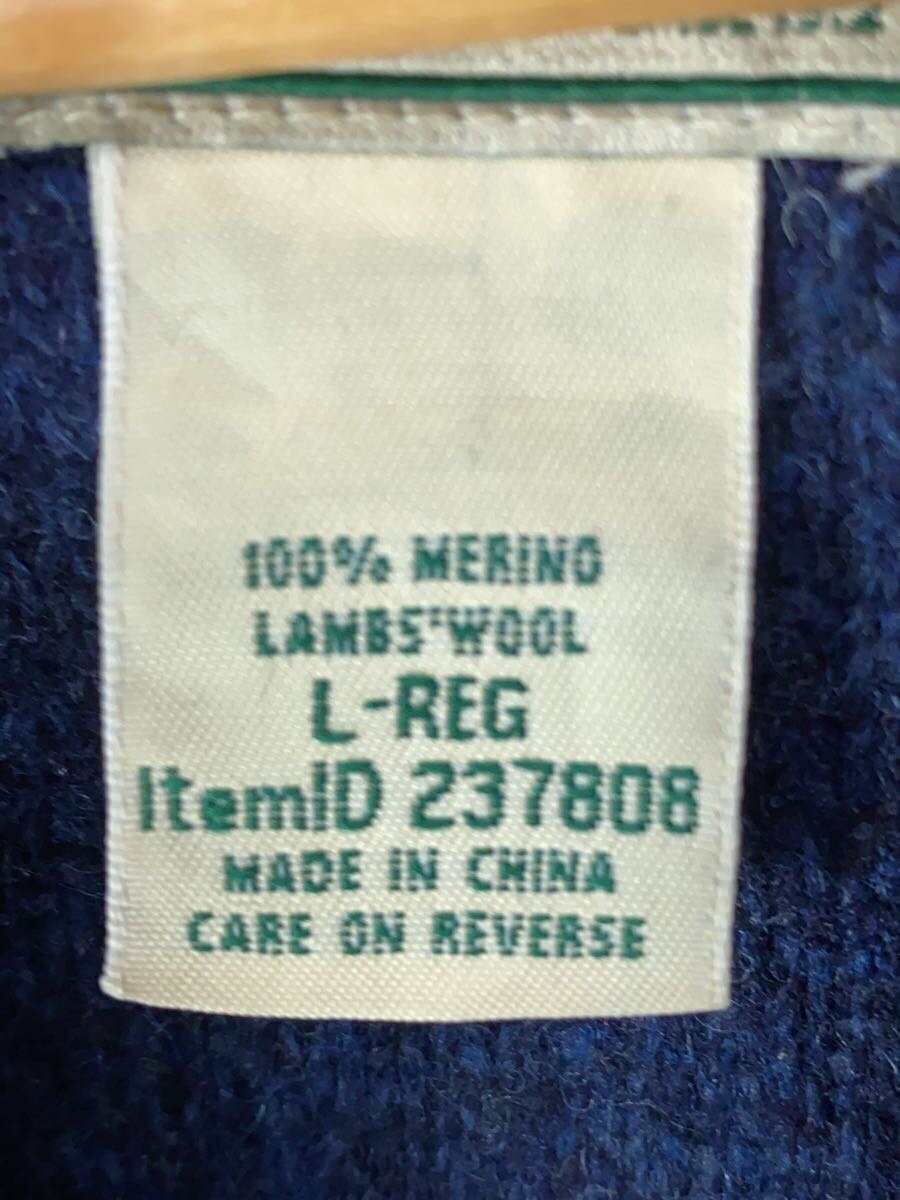 100% MERINO
LAMBS' WOOL
L-REG
ItemID 237808
MADE IN CHINA
CARE ON REVERSE